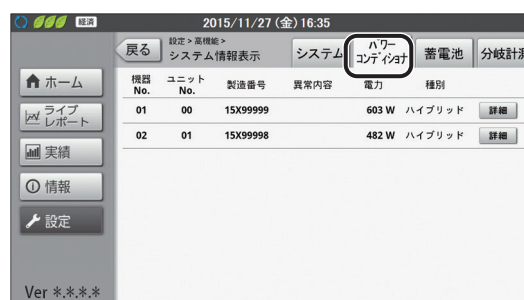 経済 2015/11/27 (金) 16:35
戻る
設定 > 高機能 >
システム情報表示
システム
パワー
コンディショナ
蓄電池
分岐計測
ホーム
ライブ
レポート
実績
情報
設定
Ver *.*.*.*
機器
No.
ユニット
No.
製造番号
異常内容
電力
種別
01 00 15X99999 603 W ハイブリッド 詳細
02 01 15X99998 482 W ハイブリッド 詳細